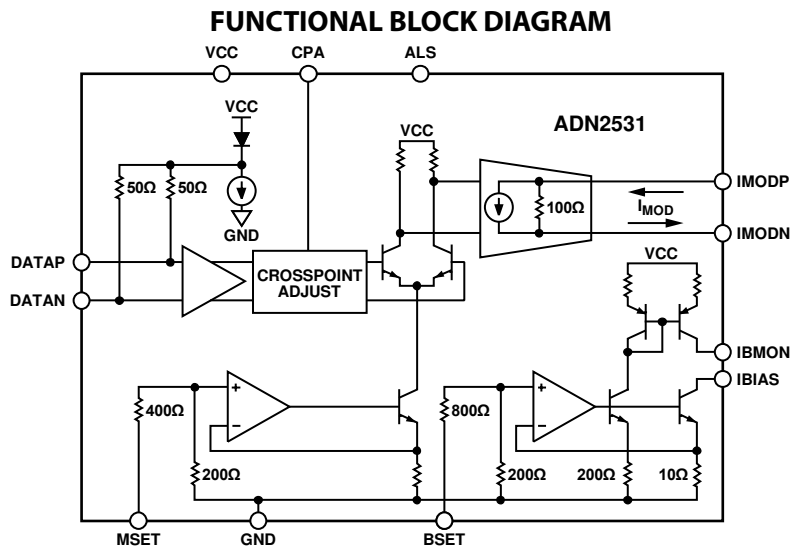 FUNCTIONAL BLOCK DIAGRAM
VCC CPA ALS
VCC
VCC
ADN2531
50Ω 50Ω
GND
100Ω
IMOD
IMODP
IMODN
DATAP
DATAN
CROSSPOINT
ADJUST
VCC
IBMON
IBIAS
400Ω
+
–
200Ω
800Ω
+
–
200Ω 200Ω 10Ω
MSET GND BSET